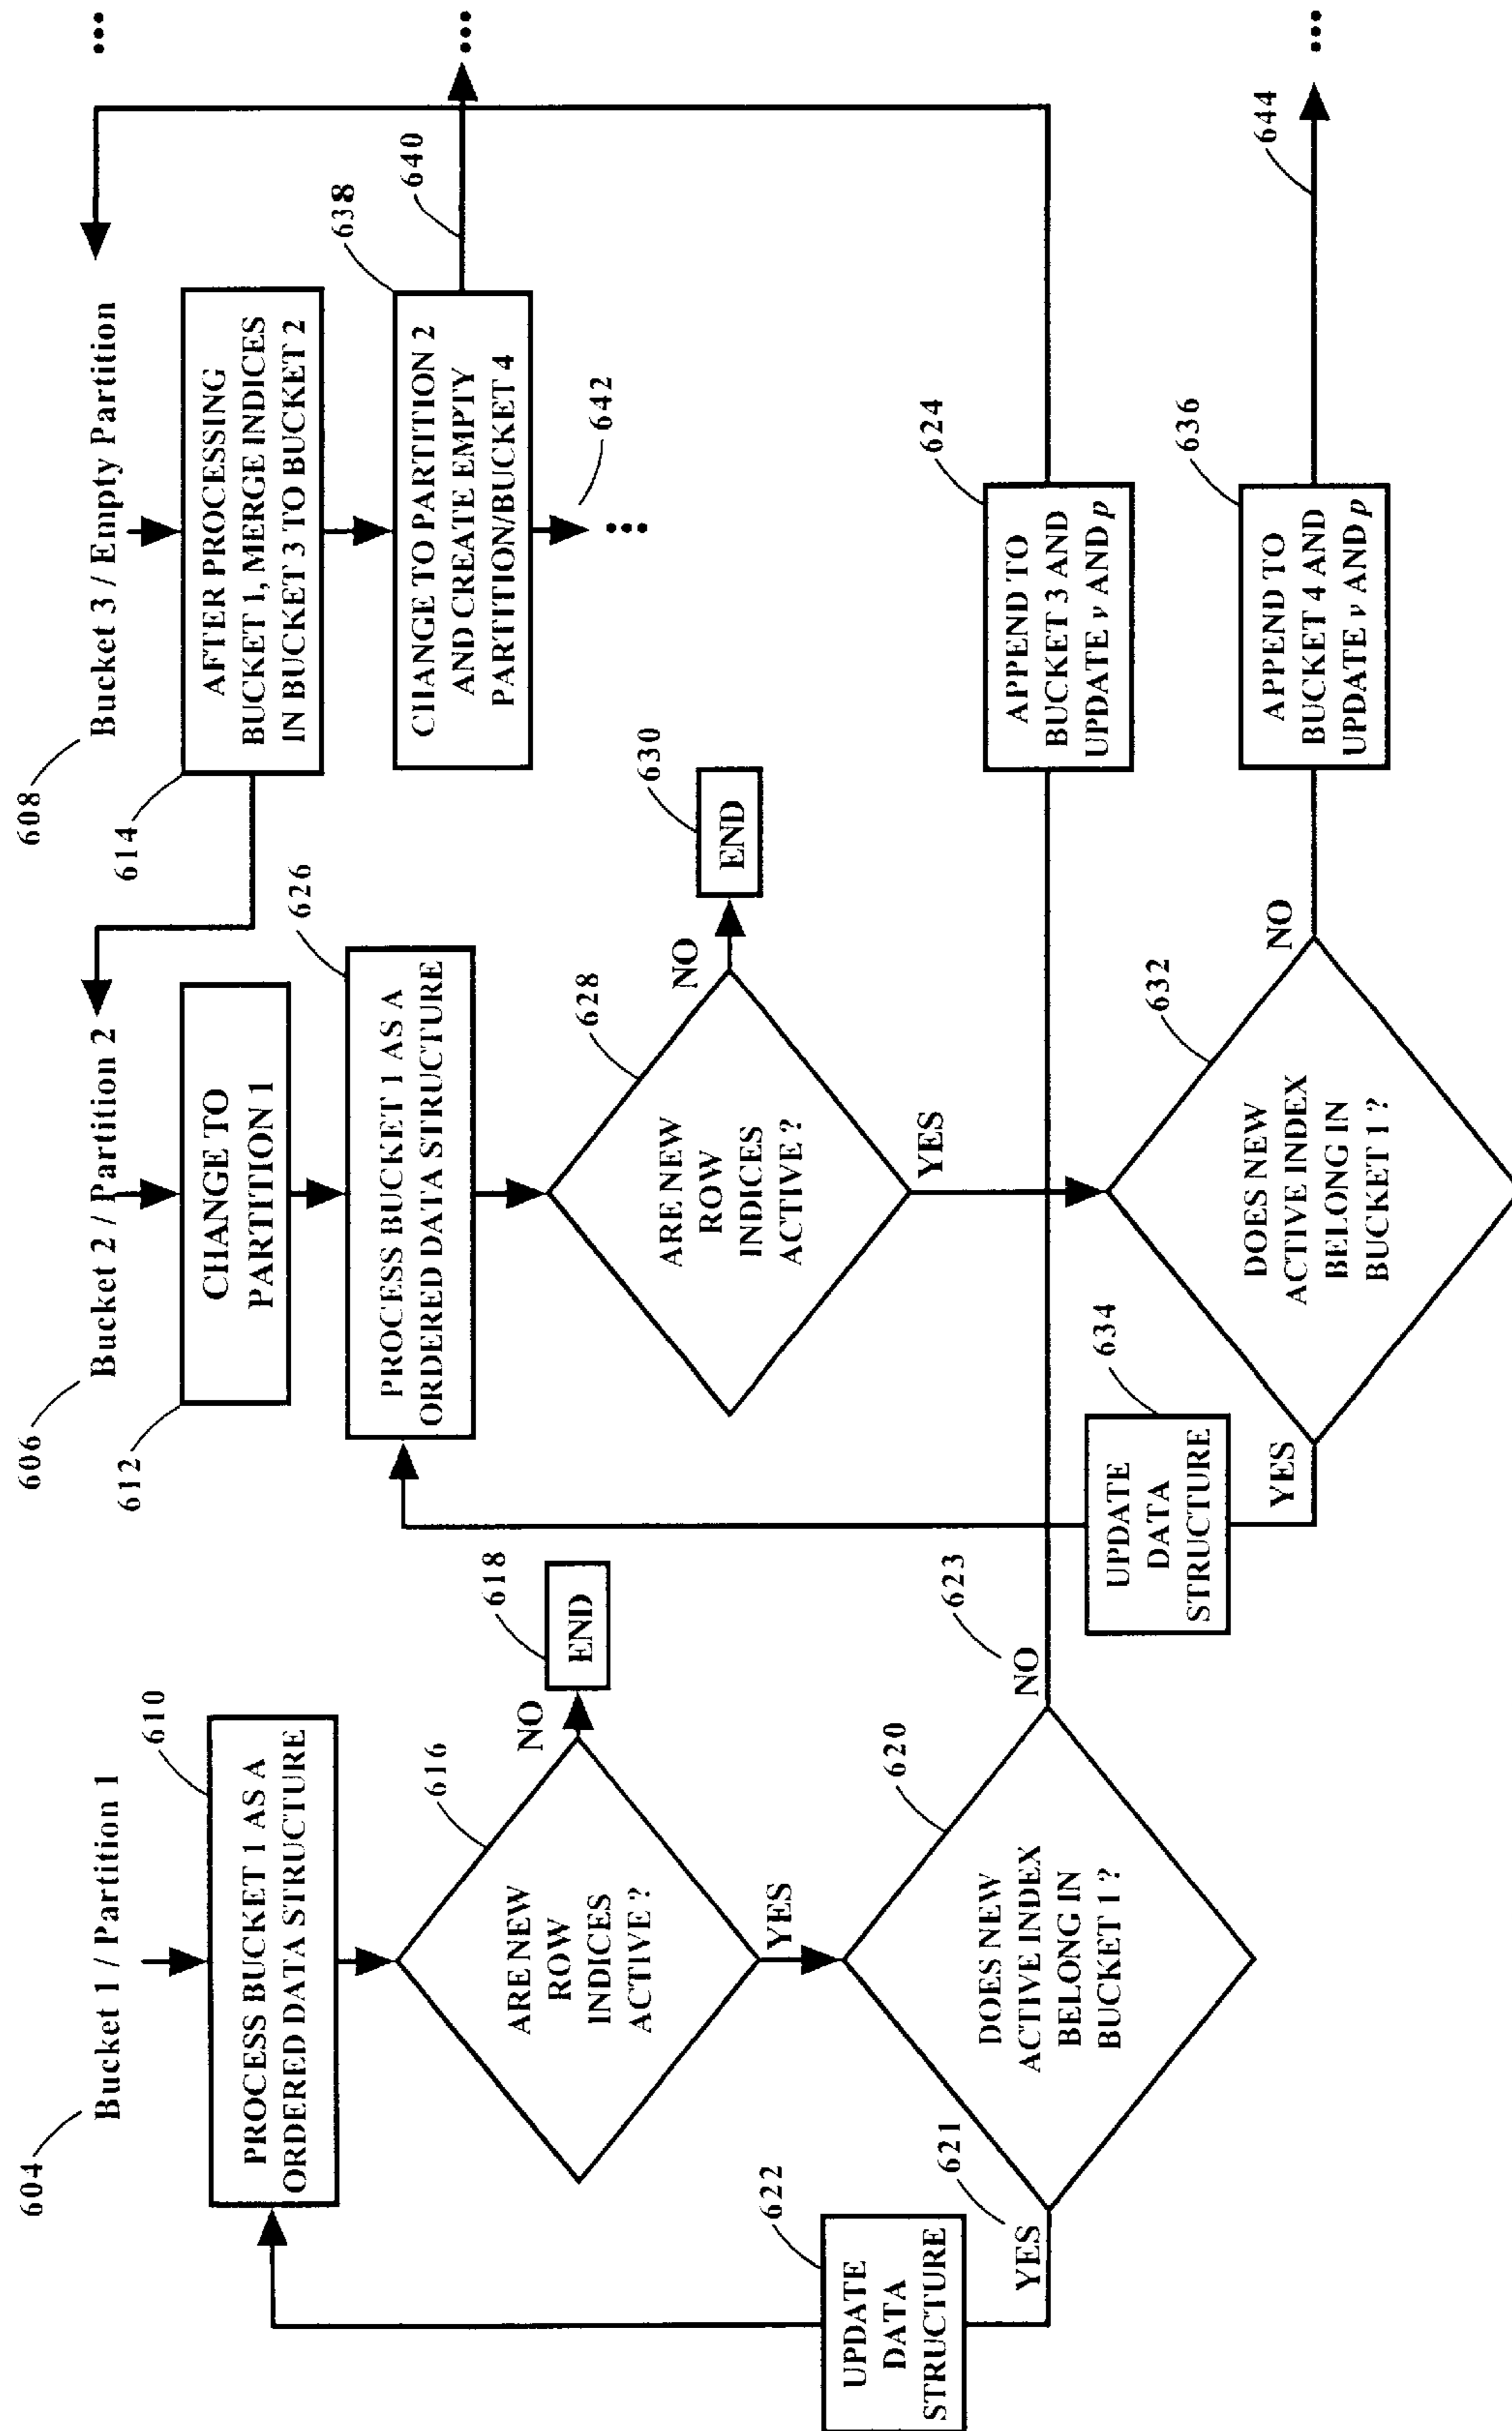 604
Bucket 1 / Partition 1
610
PROCESS BUCKET 1 AS A
ORDERED DATA STRUCTURE
616
ARE NEW
ROW
INDICES
ACTIVE ?
NO
618
END
YES
620
DOES NEW
ACTIVE INDEX
BELONG IN
BUCKET 1 ?
621
YES
622
UPDATE
DATA
STRUCTURE
623
NO
624
APPEND TO
BUCKET 3 AND
UPDATE ν AND p
606
Bucket 2 / Partition 2
612
CHANGE TO
PARTITION 1
626
PROCESS BUCKET 1 AS A
ORDERED DATA STRUCTURE
628
ARE NEW
ROW
INDICES
ACTIVE ?
NO
630
END
YES
632
DOES NEW
ACTIVE INDEX
BELONG IN
BUCKET 1 ?
YES
634
UPDATE
DATA
STRUCTURE
NO
636
APPEND TO
BUCKET 4 AND
UPDATE ν AND p
644
...
608
Bucket 3 / Empty Partition
...
614
AFTER PROCESSING
BUCKET 1, MERGE INDICES
IN BUCKET 3 TO BUCKET 2
638
CHANGE TO PARTITION 2
AND CREATE EMPTY
PARTITION/BUCKET 4
640
...
642
...